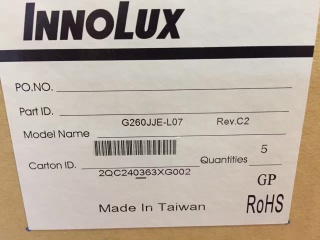 INNOLUX
PO.NO.
Part ID.
Model Name G260JJE-L07 Rev.C2
Carton ID. Quantities 5
2QC240363XG002
GP
Made In Taiwan RoHS